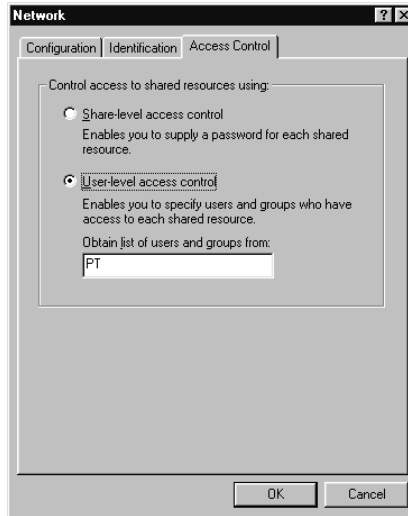 Network
Configuration Identification Access Control
Control access to shared resources using:
Share-level access control
Enables you to supply a password for each shared
resource.
User-level access control
Enables you to specify users and groups who have
access to each shared resource.
Obtain list of users and groups from:
PT
OK Cancel